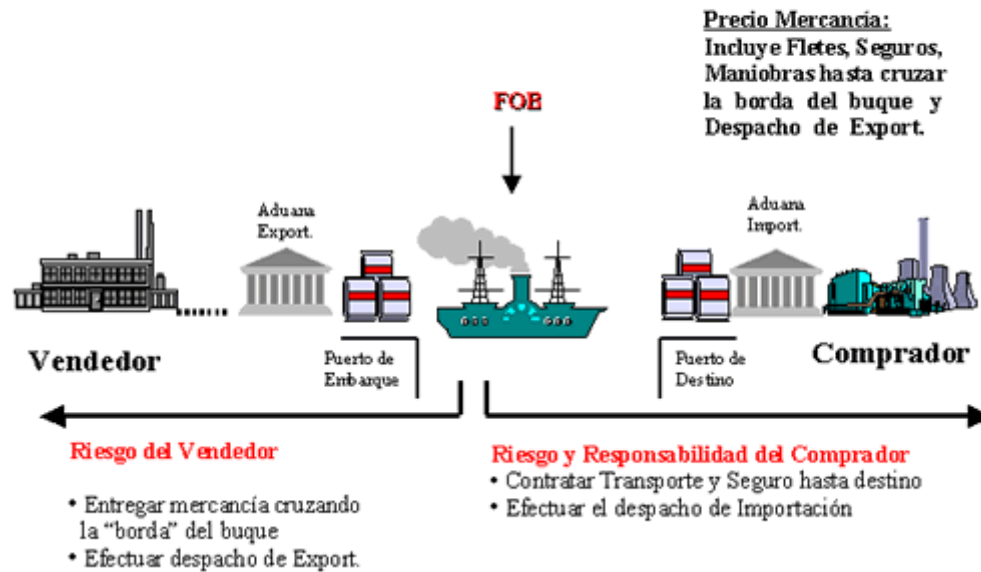 Precio Mercancía:
Incluye Fletes, Seguros,
Maniobras hasta cruzar
la borda del buque y
Despacho de Export.
FOB
Aduana
Export.
Aduana
Import.
Vendedor
Puerto de
Embarque
Puerto de
Destino
Comprador
Riesgo del Vendedor
• Entregar mercancía cruzando
la “borda” del buque
• Efectuar despacho de Export.
Riesgo y Responsabilidad del Comprador
• Contratar Transporte y Seguro hasta destino
• Efectuar el despacho de Importación